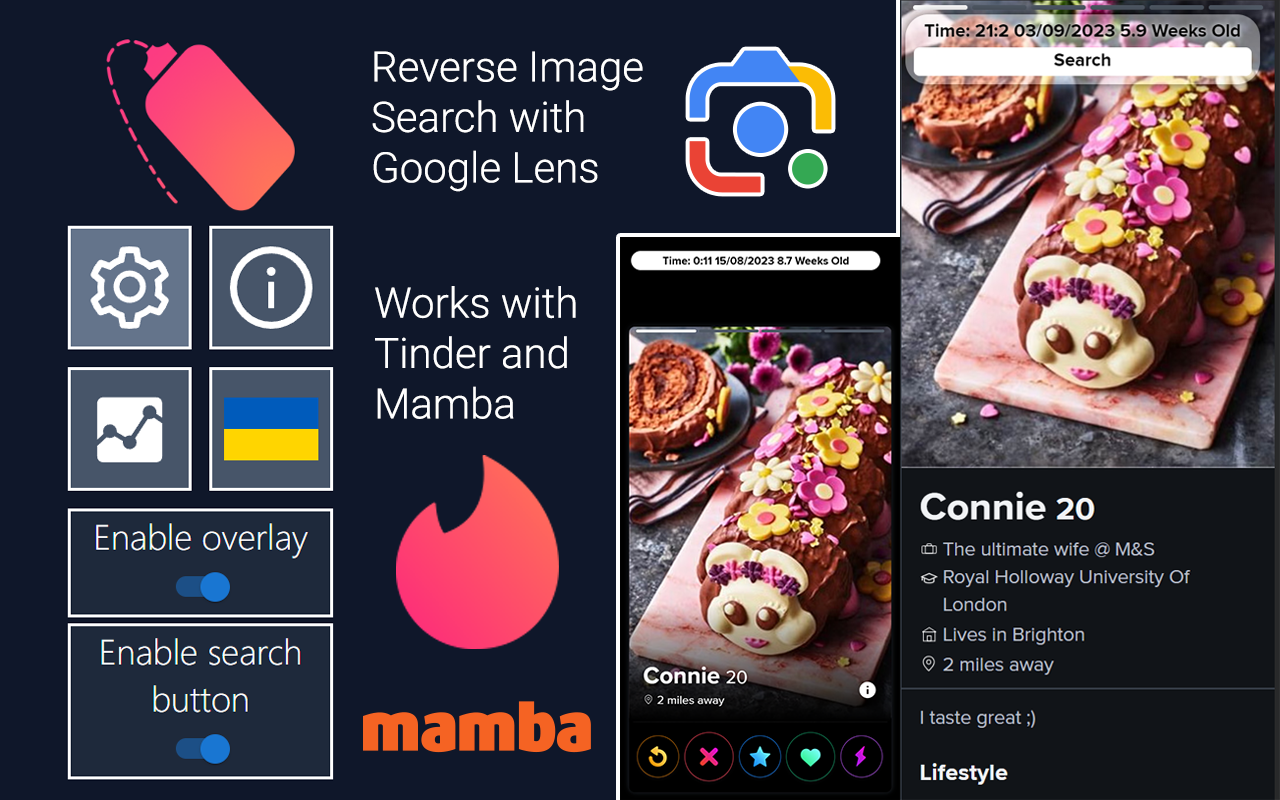 Reverse Image
Search with
Google Lens
Works with
Tinder and
Mamba
Enable overlay
Enable search
button
mamba
Time: 0:11 15/08/2023 8.7 Weeks Old
Connie 20
2 miles away
Time: 21:2 03/09/2023 5.9 Weeks Old
Search
Connie 20
The ultimate wife @ M&S
Royal Holloway University Of
London
Lives in Brighton
2 miles away
I taste great ;)
Lifestyle